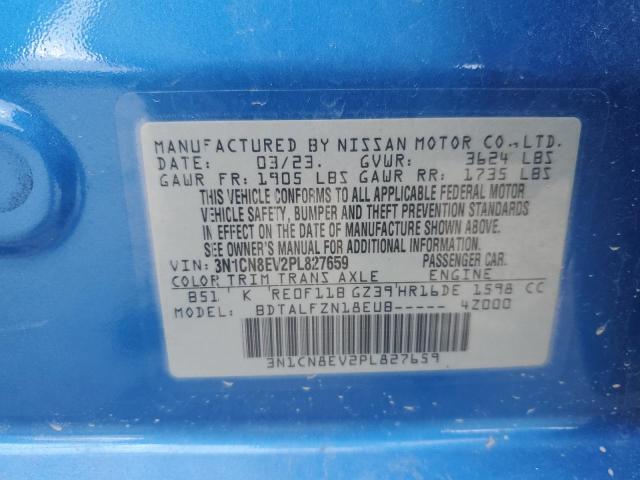 MANUFACTURED BY NISSAN MOTOR CO.,LTD.
DATE: 03/23. GVWR: 3624 LBS
GAWR FR: 1905 LBS GAWR RR: 1735 LBS
THIS VEHICLE CONFORMS TO ALL APPLICABLE FEDERAL MOTOR
VEHICLE SAFETY, BUMPER AND THEFT PREVENTION STANDARDS
IN EFFECT ON THE DATE OF MANUFACTURE SHOWN ABOVE.
SEE OWNER'S MANUAL FOR ADDITIONAL INFORMATION.
VIN: 3N1CN8EV2PL827659 PASSENGER CAR.
COLOR TRIM TRANS AXLE ENGINE
B51 K RE0F11B GZ39 HR16DE 1598 CC
MODEL: BDTALFZN18EUB----- 4Z000
3N1CN8EV2PL827659